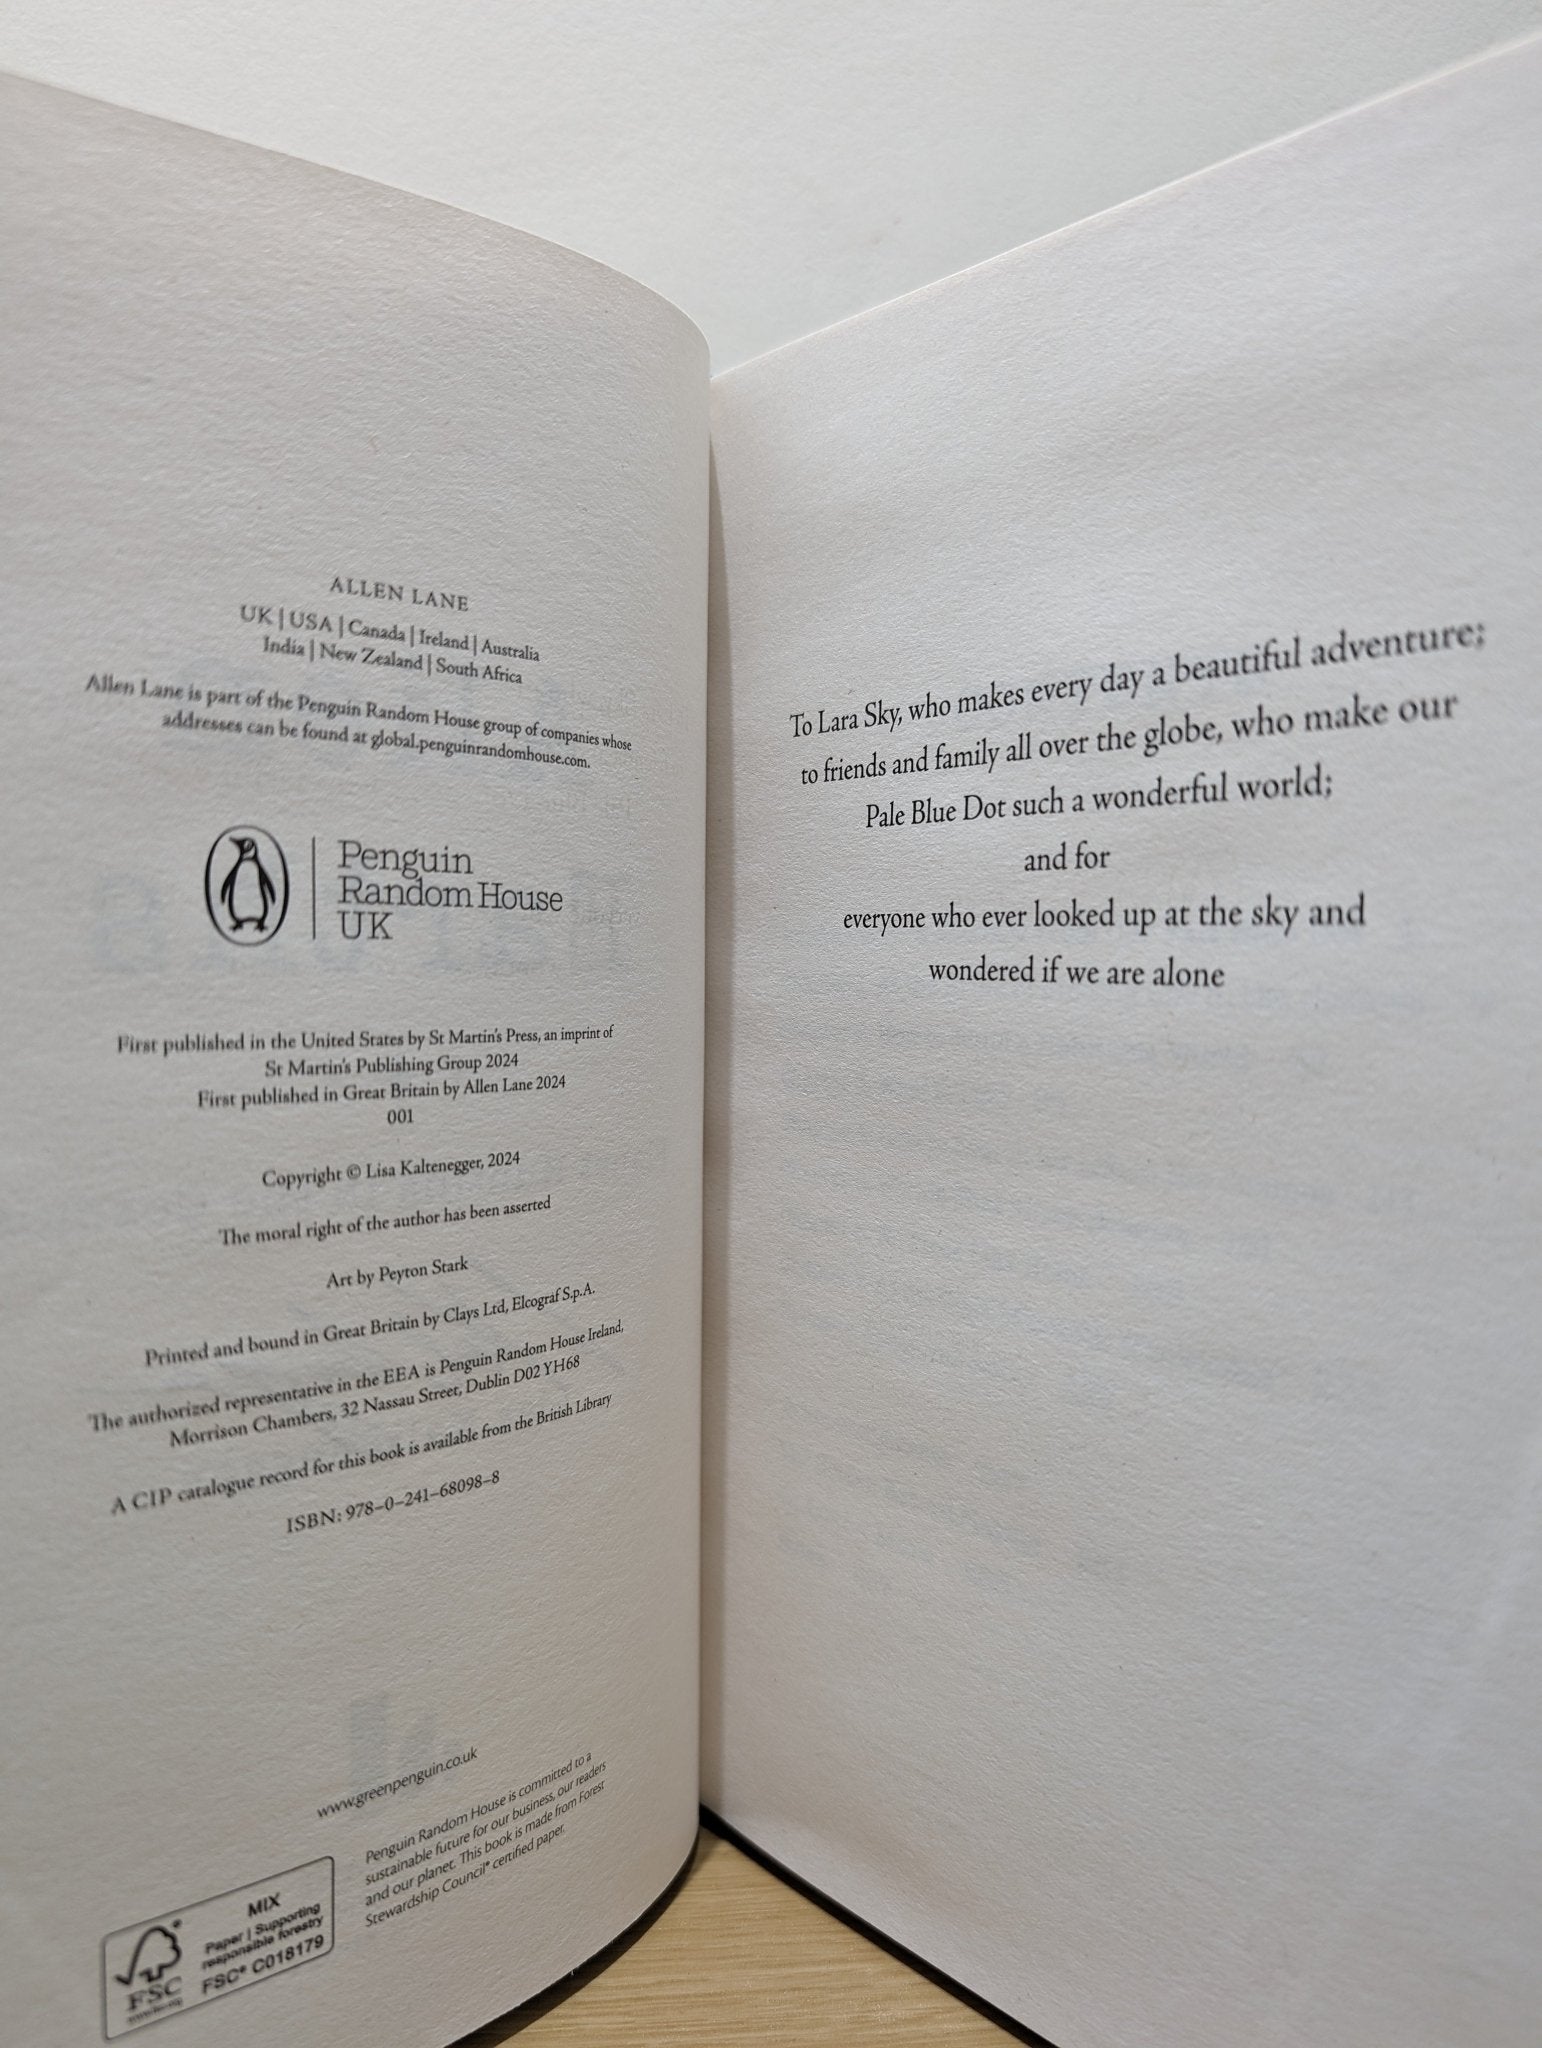 ALLEN LANE
UK | USA | Canada | Ireland | Australia
India | New Zealand | South Africa
Allen Lane is part of the Penguin Random House group of companies whose
addresses can be found at global.penguinrandomhouse.com.
Penguin
Random House
UK
First published in the United States by St Martin's Press, an imprint of
St Martin's Publishing Group 2024
First published in Great Britain by Allen Lane 2024
001
Copyright © Lisa Kaltenegger, 2024
The moral right of the author has been asserted
Art by Peyton Stark
Printed and bound in Great Britain by Clays Ltd, Elcograf S.p.A.
The authorized representative in the EEA is Penguin Random House Ireland,
Morrison Chambers, 32 Nassau Street, Dublin D02 YH68
A CIP catalogue record for this book is available from the British Library
ISBN: 978–0–241–68098–8
www.greenpenguin.co.uk
Penguin Random House is committed to a
sustainable future for our business, our readers
and our planet. This book is made from Forest
Stewardship Council® certified paper.
MIX
Paper | Supporting
responsible forestry
FSC® C018179
FSC
To Lara Sky, who makes every day a beautiful adventure;
to friends and family all over the globe, who make our
Pale Blue Dot such a wonderful world;
and for
everyone who ever looked up at the sky and
wondered if we are alone